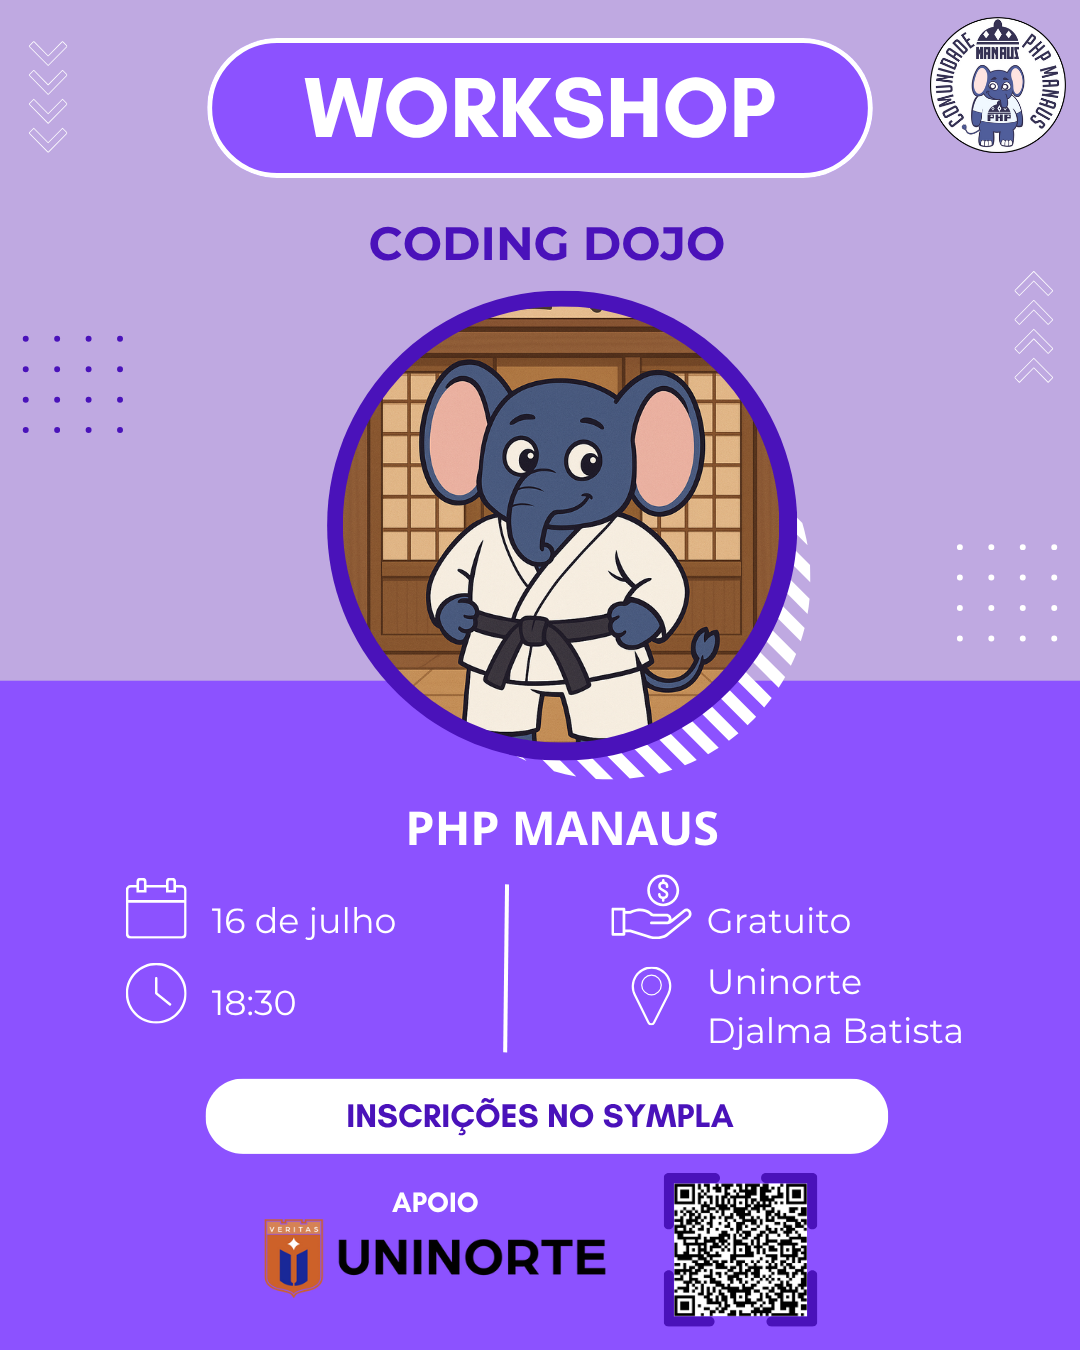 WORKSHOP
COMUNIDADE PHP MANAUS
MANAUS
PHP
CODING DOJO
PHP MANAUS
16 de julho
18:30
Gratuito
Uninorte
Djalma Batista
INSCRIÇÕES NO SYMPLA
APOIO
VERITAS
UNINORTE